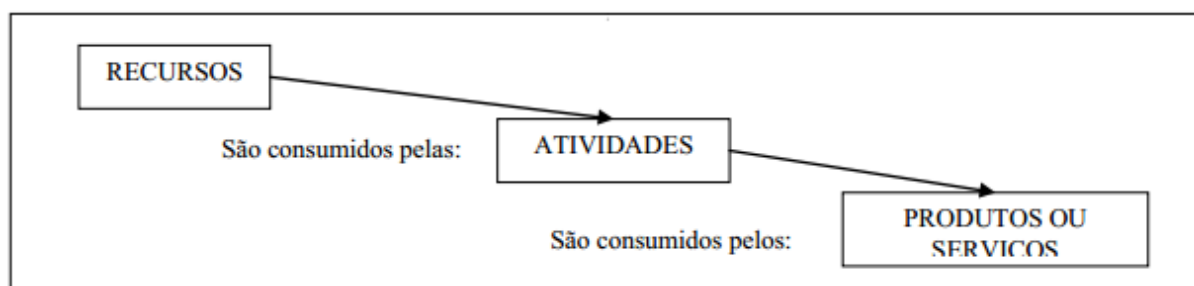 RECURSOS
São consumidos pelas:
ATIVIDADES
São consumidos pelos:
PRODUTOS OU
SERVICOS